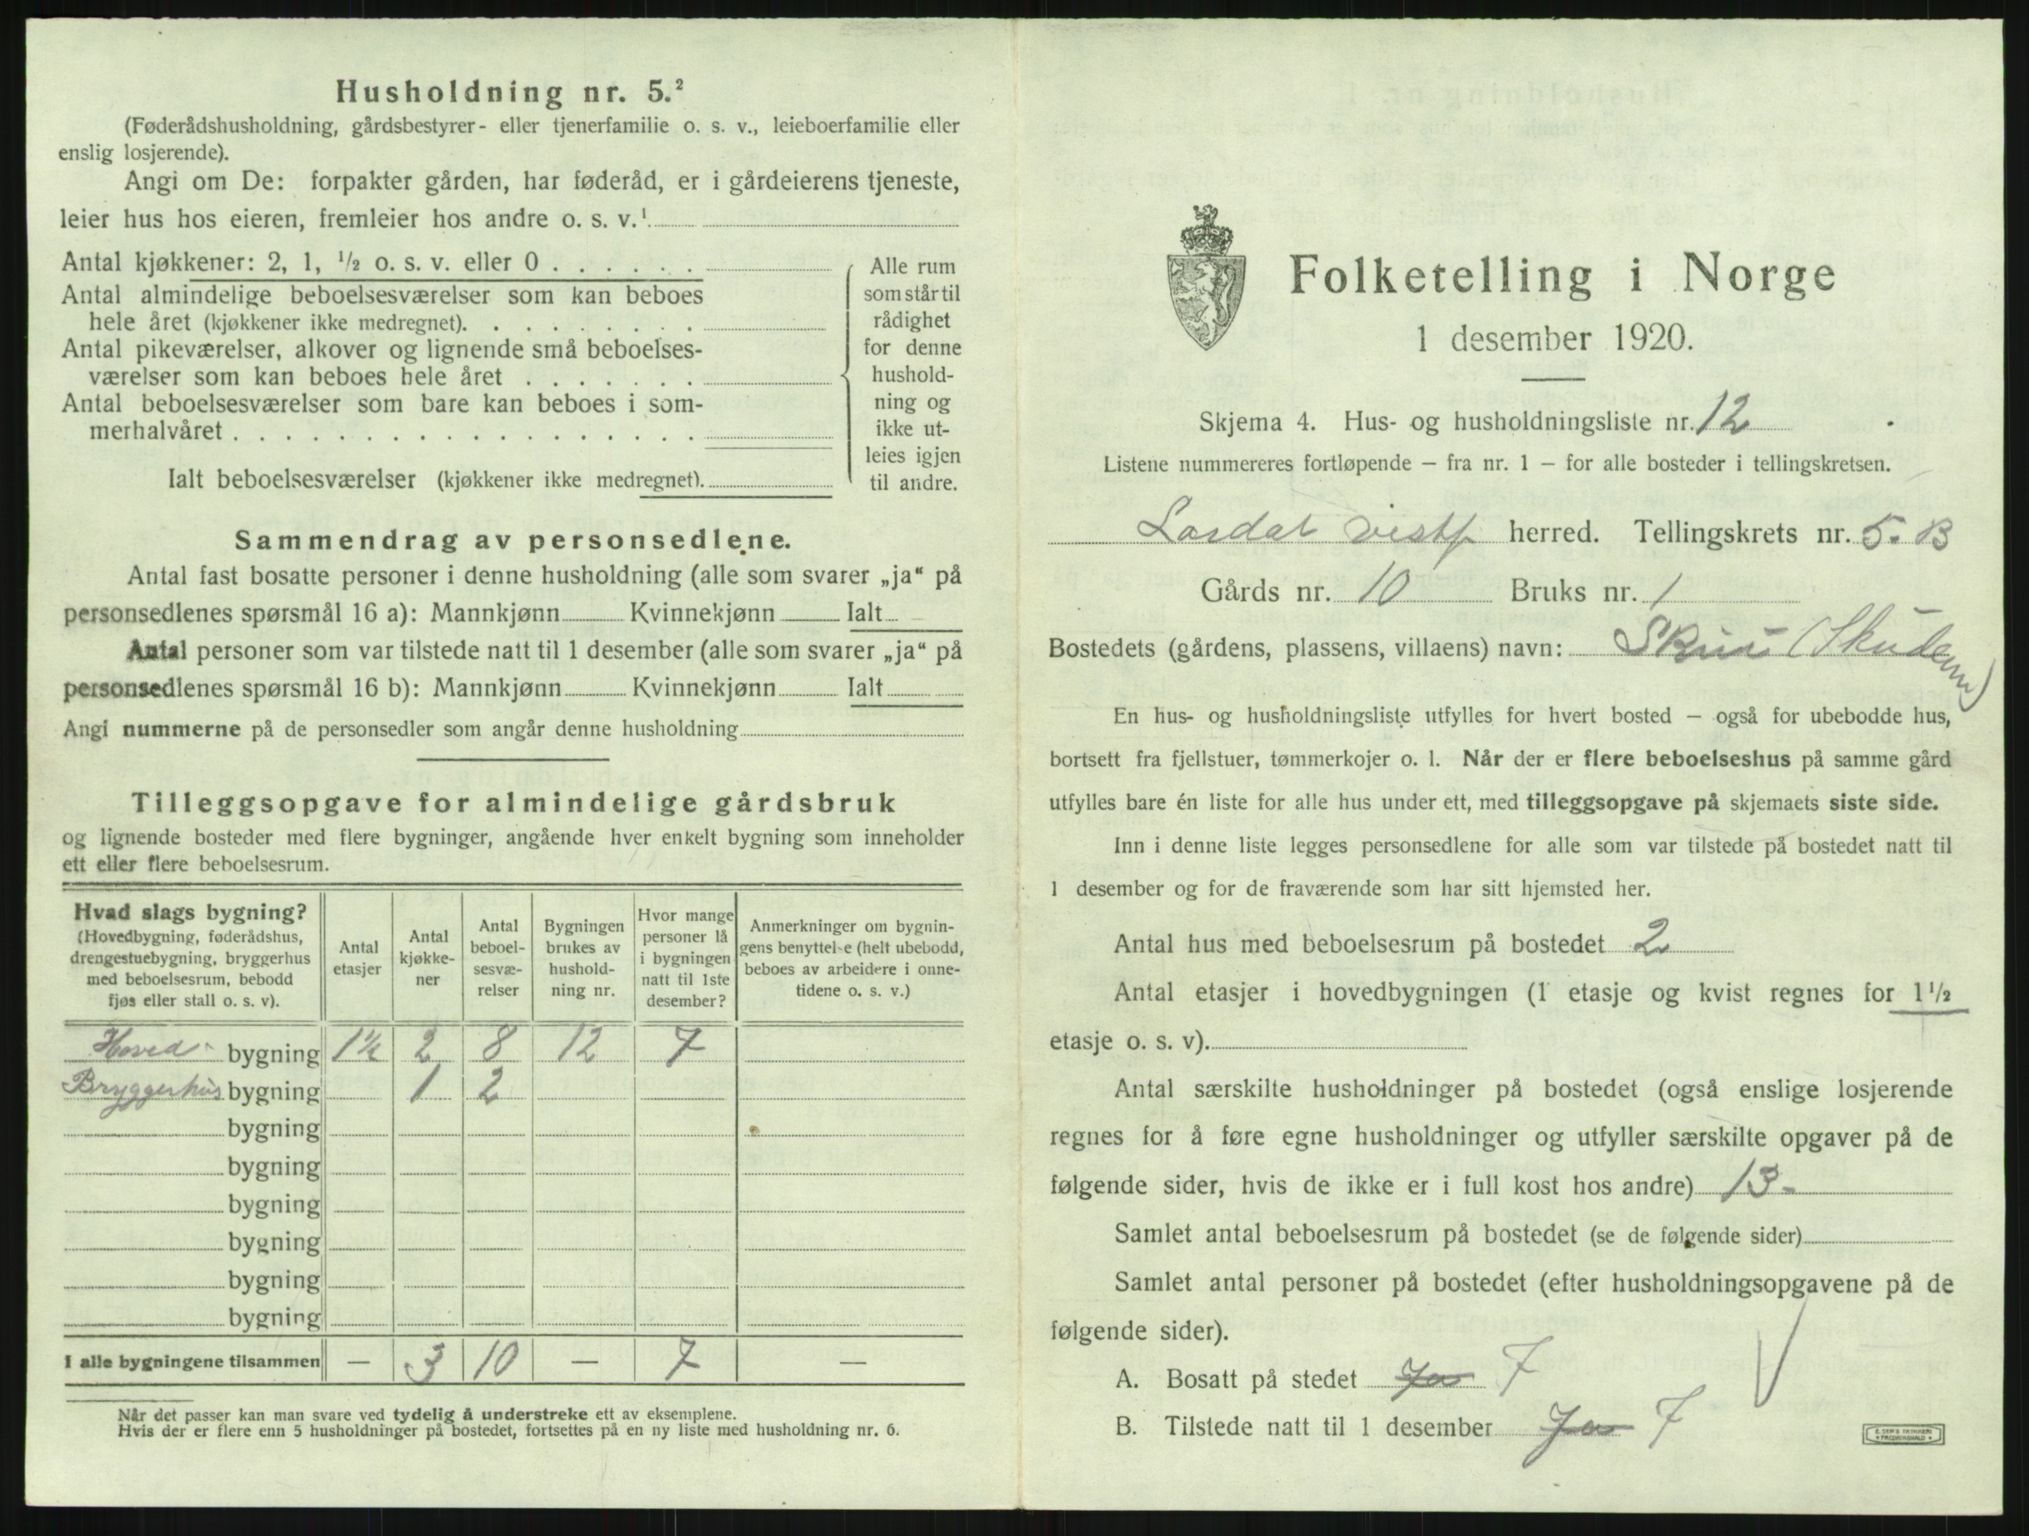 Husholdning nr. 5.²
(Føderådshusholdning, gårdsbestyrer- eller tjenerfamilie o. s. v., leieboerfamilie eller
enslig losjerende).
Angi om De: forpakter gården, har føderåd, er i gårdeierens tjeneste,
leier hus hos eieren, fremleier hos andre o. s. v.¹
Antal kjøkkener: 2, 1, ½ o. s. v. eller 0 . . . . . .
Antal almindelige beboelsesværelser som kan beboes
hele året (kjøkkener ikke medregnet). . . . . . . . .
Antal pikeværelser, alkover og lignende små beboelses-
værelser som kan beboes hele året . . . . . . .
Antal beboelsesværelser som bare kan beboes i som-
merhalvåret . . . . . . . . . . . . . . . . . .
Ialt beboelsesværelser (kjøkkener ikke medregnet).
Alle rum
som står til
rådighet
for denne
hushold-
ning og
ikke ut-
leies igjen
til andre.
Sammendrag av personsedlene.
Antal fast bosatte personer i denne husholdning (alle som svarer „ja“ på
personsedlenes spørsmål 16 a): Mannkjønn Kvinnekjønn Ialt
Antal personer som var tilstede natt til 1 desember (alle som svarer „ja“ på
personsedlenes spørsmål 16 b): Mannkjønn Kvinnekjønn Ialt
Angi nummerne på de personsedler som angår denne husholdning
Tilleggsopgave for almindelige gårdsbruk
og lignende bosteder med flere bygninger, angående hver enkelt bygning som inneholder
ett eller flere beboelsesrum.
Hvad slags bygning?
(Hovedbygning, føderådshus,
drengestuebygning, bryggerhus
med beboelsesrum, bebodd
fjøs eller stall o. s. v).
Antal
etasjer
Antal
kjøkke-
ner
Antal
beboel-
sesvæ-
relser
Bygningen
brukes av
hushold-
ning nr.
Hvor mange
personer lå
i bygningen
natt til 1ste
desember?
Anmerkninger om bygnin-
gens benyttelse (helt ubebodd,
beboes av arbeidere i onne-
tidene o. s. v.)
Hoved- bygning 1½ 2 8 12 7
Bryggerhus bygning 1 2
bygning
bygning
bygning
bygning
bygning
bygning
I alle bygningene tilsammen — 3 10 — 7 —
Når det passer kan man svare ved tydelig å understreke ett av eksemplene.
Hvis der er flere enn 5 husholdninger på bostedet, fortsettes på en ny liste med husholdning nr. 6.
Folketelling i Norge
1 desember 1920.
Skjema 4. Hus- og husholdningsliste nr. 12
Listene nummereres fortløpende — fra nr. 1 — for alle bosteder i tellingskretsen.
Lardal vestf herred. Tellingskrets nr. 5. B
Gårds nr. 10 Bruks nr. 1
Bostedets (gårdens, plassens, villaens) navn:
En hus- og husholdningsliste utfylles for hvert bosted — også for ubebodde hus,
bortsett fra fjellstuer, tømmerkojer o. l. Når der er flere beboelseshus på samme gård
utfylles bare én liste for alle hus under ett, med tilleggsopgave på skjemaets siste side.
Inn i denne liste legges personsedlene for alle som var tilstede på bostedet natt til
1 desember og for de fraværende som har sitt hjemsted her.
Antal hus med beboelsesrum på bostedet 2
Antal etasjer i hovedbygningen (1 etasje og kvist regnes for 1½
etasje o. s. v).
Antal særskilte husholdninger på bostedet (også enslige losjerende
regnes for å føre egne husholdninger og utfyller særskilte opgaver på de
følgende sider, hvis de ikke er i full kost hos andre) 13-
Samlet antal beboelsesrum på bostedet (se de følgende sider)
Samlet antal personer på bostedet (efter husholdningsopgavene på de
følgende sider).
A. Bosatt på stedet Ja 7
B. Tilstede natt til 1 desember Ja 7